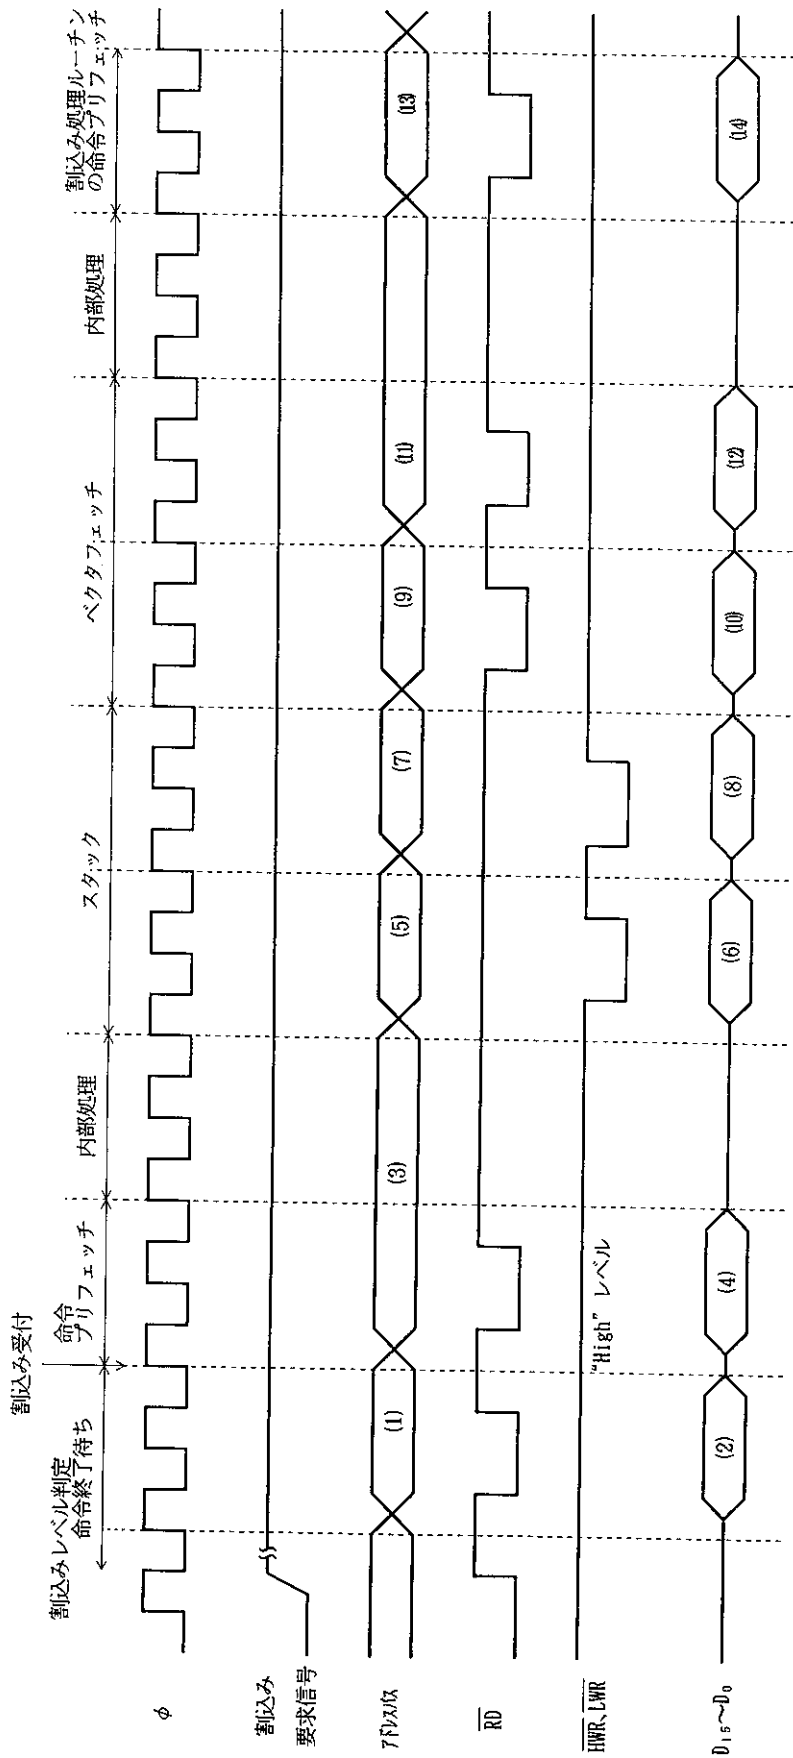 割込み受付
割込みレベル判定
命令終了待ち
命令
プリフェッチ
内部処理
スタック
ベクタフェッチ
内部処理
割込み処理ルーチン
の命令プリフェッチ
φ
割込み
要求信号
アドレスバス
(1)
(3)
(5)
(7)
(9)
(11)
(13)
RD
HWR、LWR
"High" レベル
D15〜D0
(2)
(4)
(6)
(8)
(10)
(12)
(14)